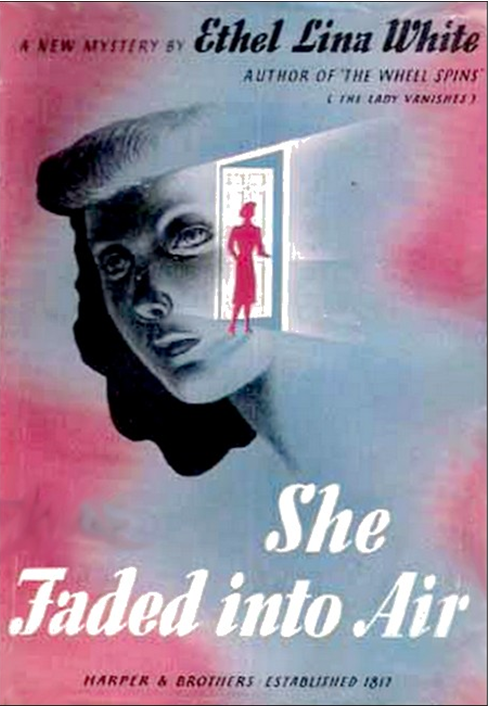 A NEW MYSTERY BY Ethel Lina White
AUTHOR OF 'THE WHELL SPINS'
( THE LADY VANISHES )
She
Faded into Air
HARPER & BROTHERS · ESTABLISHED 1817